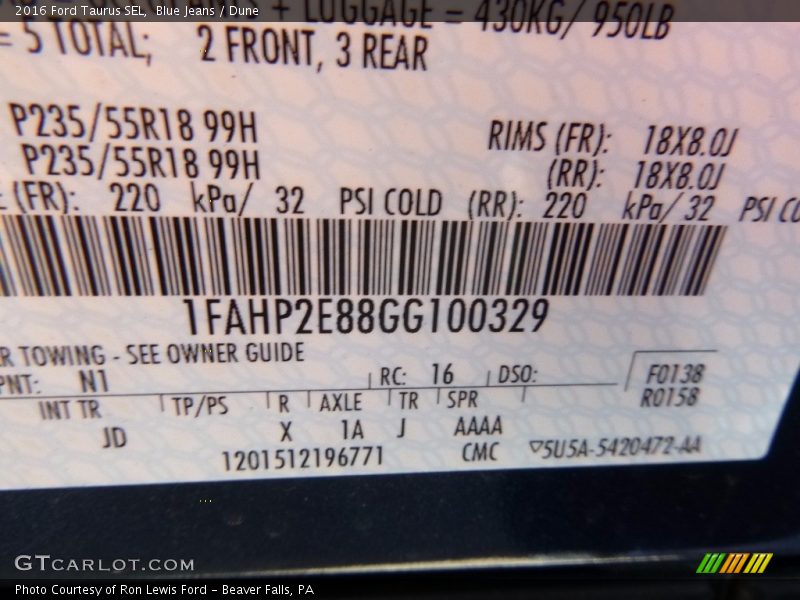 2016 Ford Taurus SEL, Blue Jeans / Dune
+ LUGGAGE = 430KG/ 950LB
= 5 TOTAL; 2 FRONT, 3 REAR
P235/55R18 99H
RIMS (FR): 18X8.0J
P235/55R18 99H
(RR): 18X8.0J
(FR): 220 kPa/ 32 PSI COLD (RR): 220 kPa/ 32 PSI CO
1FAHP2E88GG100329
R TOWING - SEE OWNER GUIDE
PNT: N1 RC: 16 DSO: F0138
INT TR TP/PS R AXLE TR SPR R0158
JD X 1A J AAAA
1201512196771 CMC ▽5U5A-5420472-AA
GTCARLOT.COM
Photo Courtesy of Ron Lewis Ford - Beaver Falls, PA